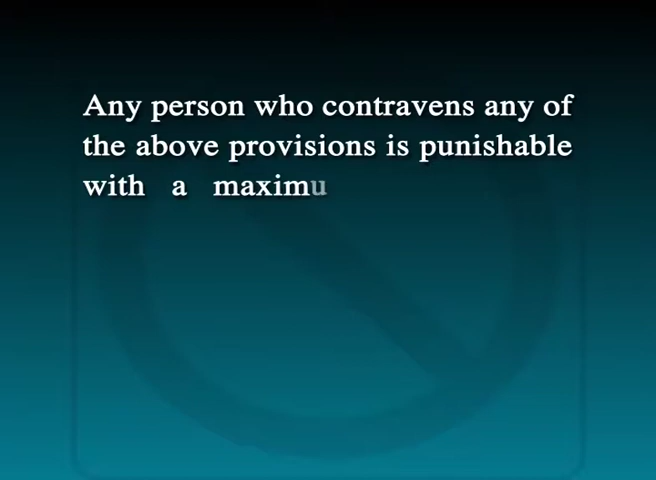 Any person who contravens any of
the above provisions is punishable
with a maximu